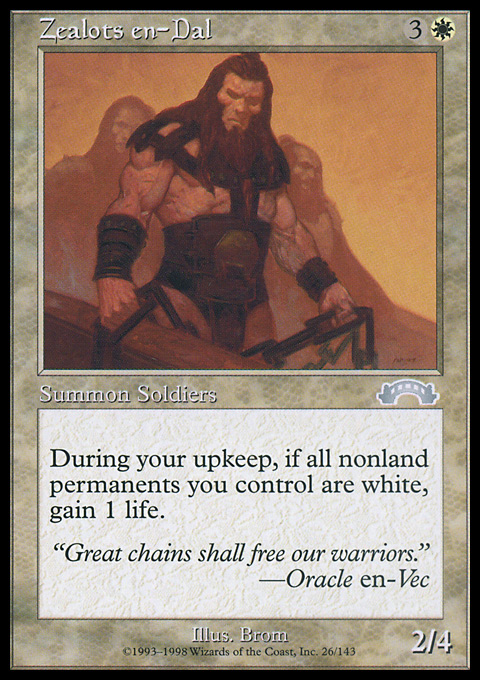 Zealots en-Dal 3
Summon Soldiers
During your upkeep, if all nonland
permanents you control are white,
gain 1 life.
“Great chains shall free our warriors.”
—Oracle en-Vec
Illus. Brom
2/4
©1993–1998 Wizards of the Coast, Inc. 26/143